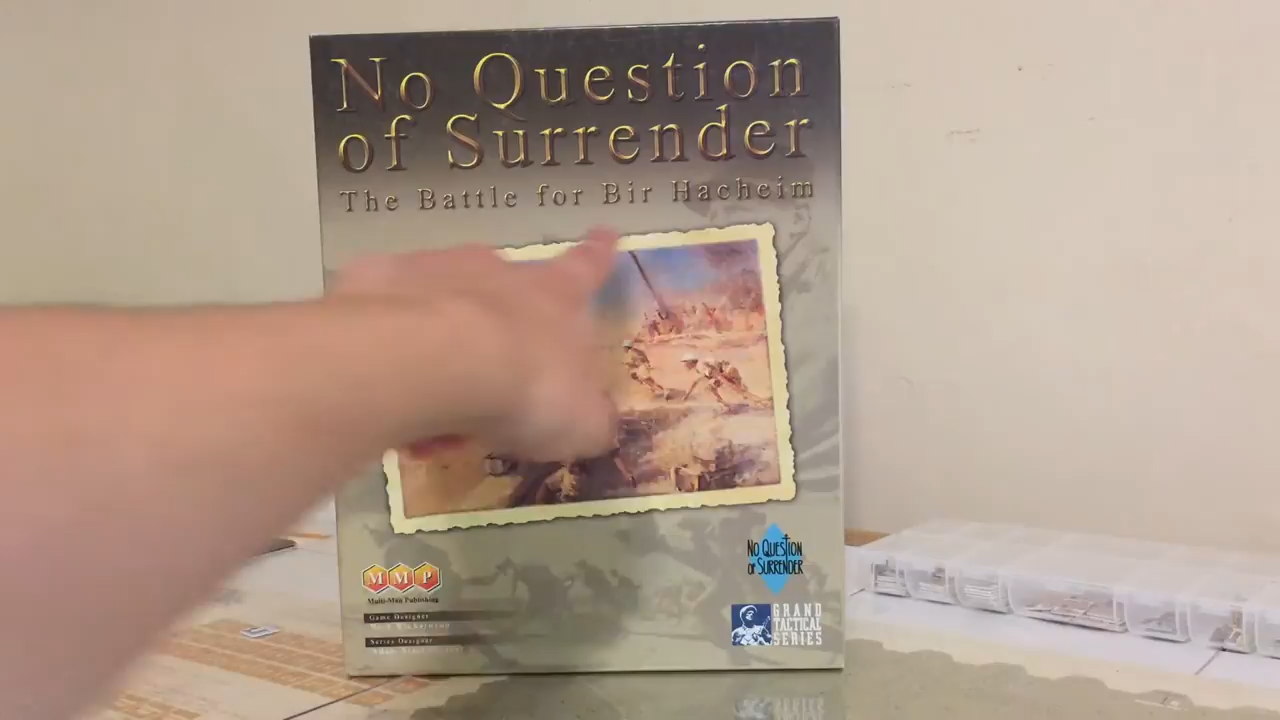 No Question
of Surrender
The Battle for Bir Hacheim
MMP
Multi-Man Publishing
Game Designer
Series Designer
No Question
of Surrender
GRAND
TACTICAL
SERIES